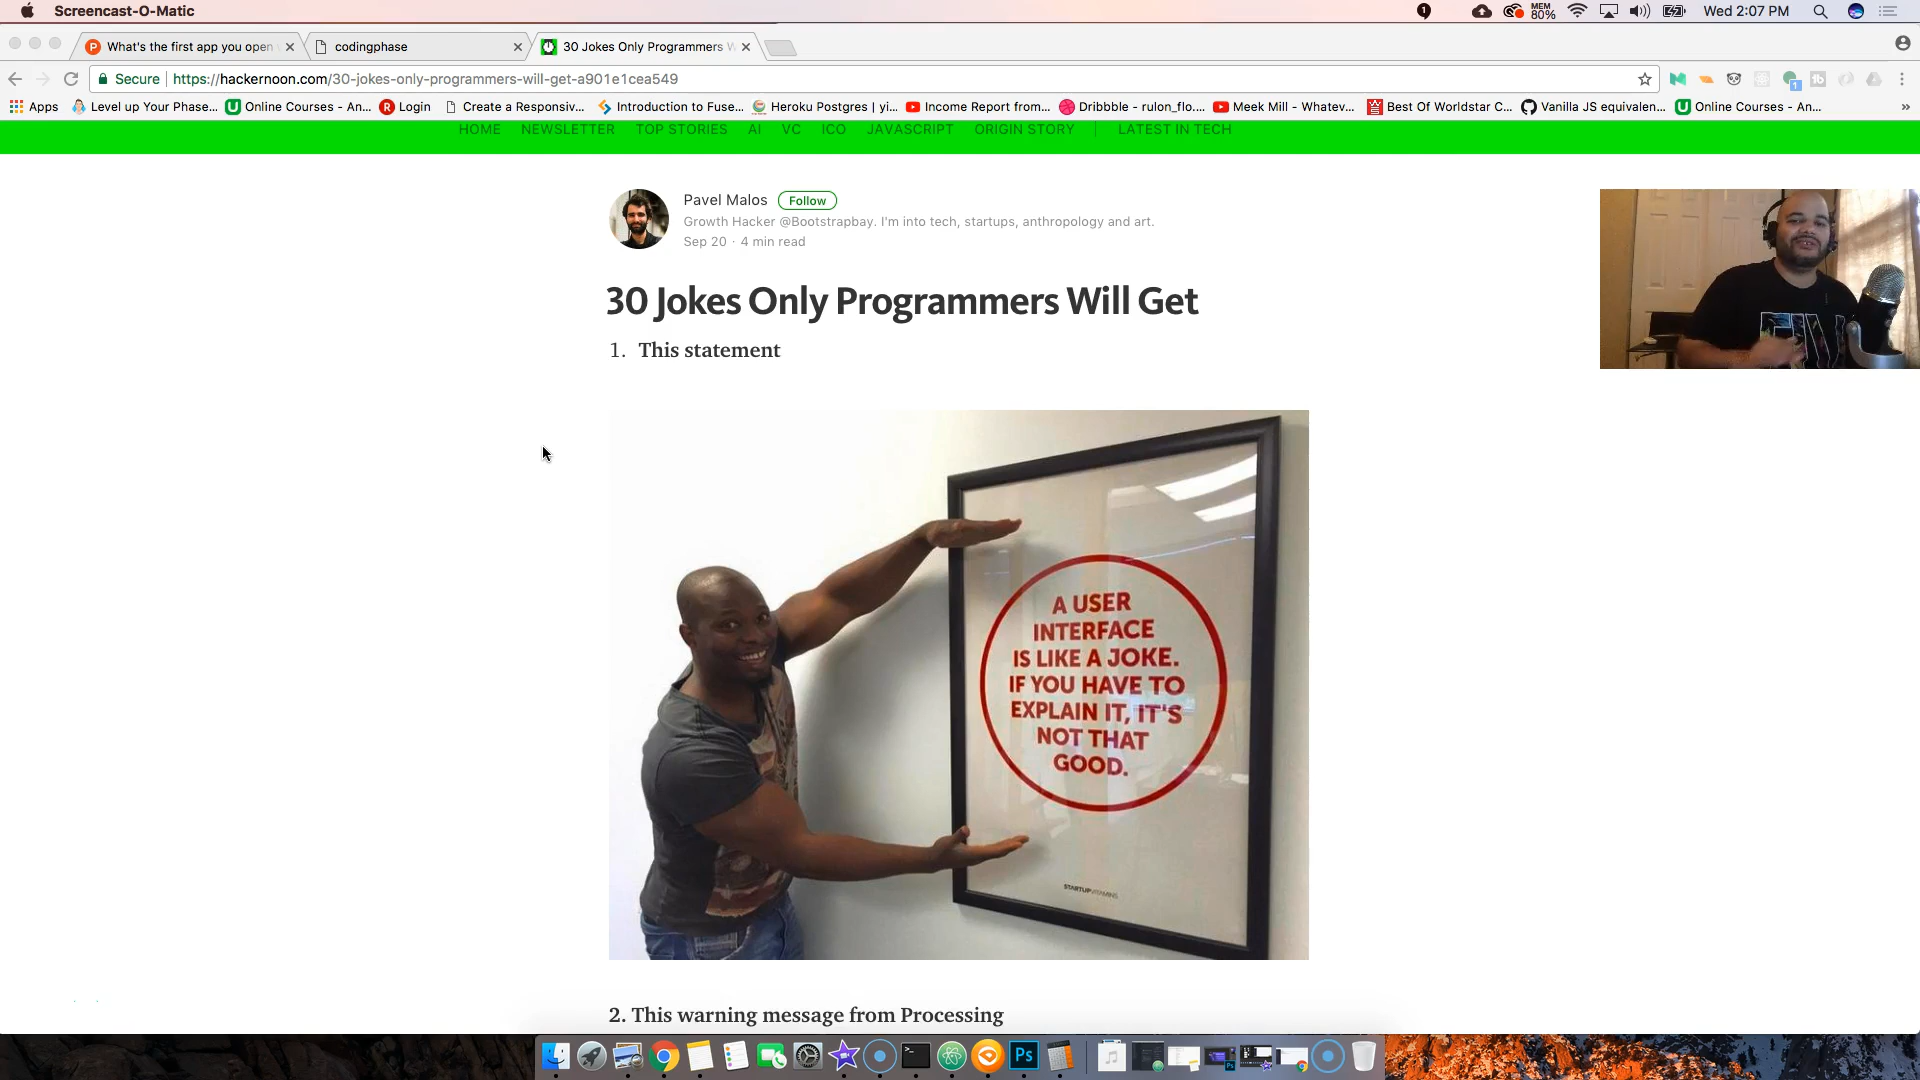 Screencast-O-Matic
1
MEM
80%
Wed 2:07 PM
What's the first app you open
codingphase
30 Jokes Only Programmers W
Secure
https://hackernoon.com/30-jokes-only-programmers-will-get-a901e1cea549
Apps
Level up Your Phase...
Online Courses - An...
Login
Create a Responsiv...
Introduction to Fuse...
Heroku Postgres | yi...
Income Report from...
Dribbble - rulon_flo....
Meek Mill - Whatev...
Best Of Worldstar C...
Vanilla JS equivalen...
Online Courses - An...
HOME NEWSLETTER TOP STORIES AI VC ICO JAVASCRIPT ORIGIN STORY LATEST IN TECH
Pavel Malos Follow
Growth Hacker @Bootstrapbay. I'm into tech, startups, anthropology and art.
Sep 20 · 4 min read
30 Jokes Only Programmers Will Get
1. This statement
A USER
INTERFACE
IS LIKE A JOKE.
IF YOU HAVE TO
EXPLAIN IT, IT'S
NOT THAT
GOOD.
STARTUPVITAMINS
2. This warning message from Processing
Ps